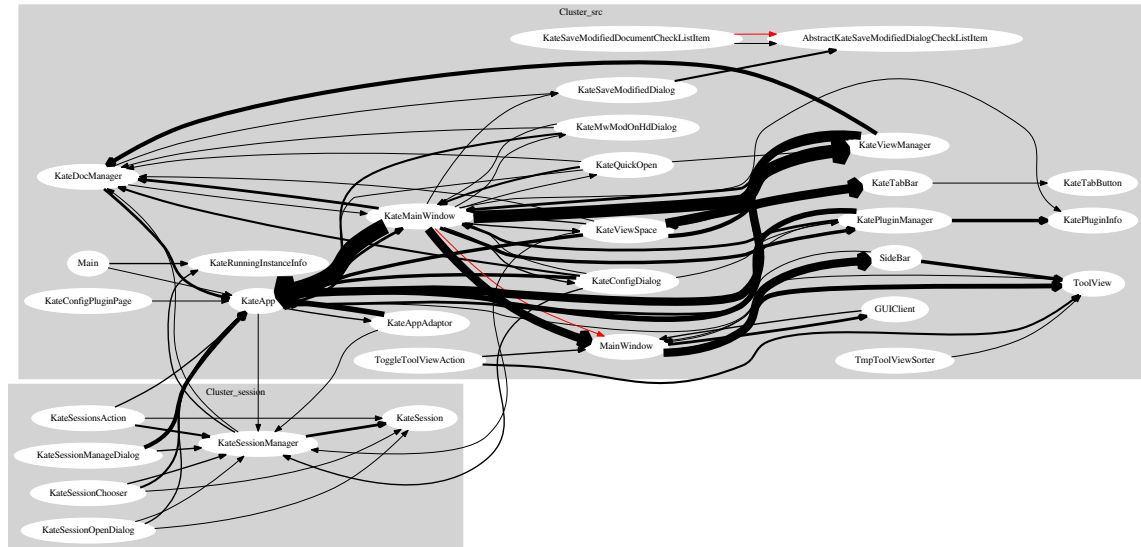 Cluster_src
KateSaveModifiedDocumentCheckListItem
AbstractKateSaveModifiedDialogCheckListItem
KateSaveModifiedDialog
KateMwModOnHdDialog
KateViewManager
KateQuickOpen
KateDocManager
KateTabBar
KateTabButton
KateMainWindow
KateViewSpace
KatePluginManager
KatePluginInfo
Main
KateRunningInstanceInfo
SideBar
KateConfigDialog
ToolView
KateConfigPluginPage
KateApp
GUIClient
KateAppAdaptor
MainWindow
ToggleToolViewAction
TmpToolViewSorter
Cluster_session
KateSessionsAction
KateSession
KateSessionManager
KateSessionManageDialog
KateSessionChooser
KateSessionOpenDialog